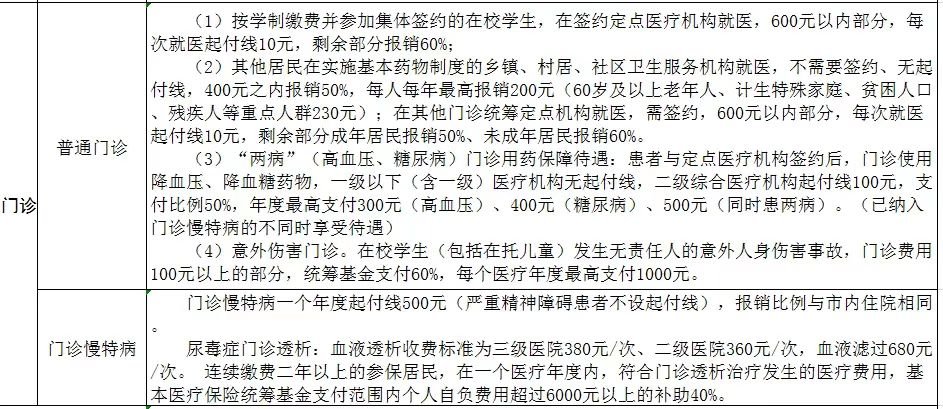 门诊
普通门诊
（1）按学制缴费并参加集体签约的在校学生，在签约定点医疗机构就医，600元以内部分，每
次就医起付线10元，剩余部分报销60%；
（2）其他居民在实施基本药物制度的乡镇、村居、社区卫生服务机构就医，不需要签约、无起
付线，400元之内报销50%，每人每年最高报销200元（60岁及以上老年人、计生特殊家庭、贫困人口
、残疾人等重点人群230元）；在其他门诊统筹定点机构就医，需签约，600元以内部分，每次就医
起付线10元，剩余部分成年居民报销50%、未成年居民报销60%。
（3）“两病”（高血压、糖尿病）门诊用药保障待遇：患者与定点医疗机构签约后，门诊使用
降血压、降血糖药物，一级以下（含一级）医疗机构无起付线，二级综合医疗机构起付线100元，支
付比例50%，年度最高支付300元（高血压）、400元（糖尿病）、500元（同时患两病）。（已纳入
门诊慢特病的不同时享受待遇）
（4）意外伤害门诊。在校学生（包括在托儿童）发生无责任人的意外人身伤害事故，门诊费用
100元以上的部分，统筹基金支付60%，每个医疗年度最高支付1000元。
门诊慢特病
门诊慢特病一个年度起付线500元（严重精神障碍患者不设起付线），报销比例与市内住院相同
。
尿毒症门诊透析：血液透析收费标准为三级医院380元/次、二级医院360元/次，血液滤过680元
/次。 连续缴费二年以上的参保居民，在一个医疗年度内，符合门诊透析治疗发生的医疗费用，基
本医疗保险统筹基金支付范围内个人自负费用超过6000元以上的补助40%。